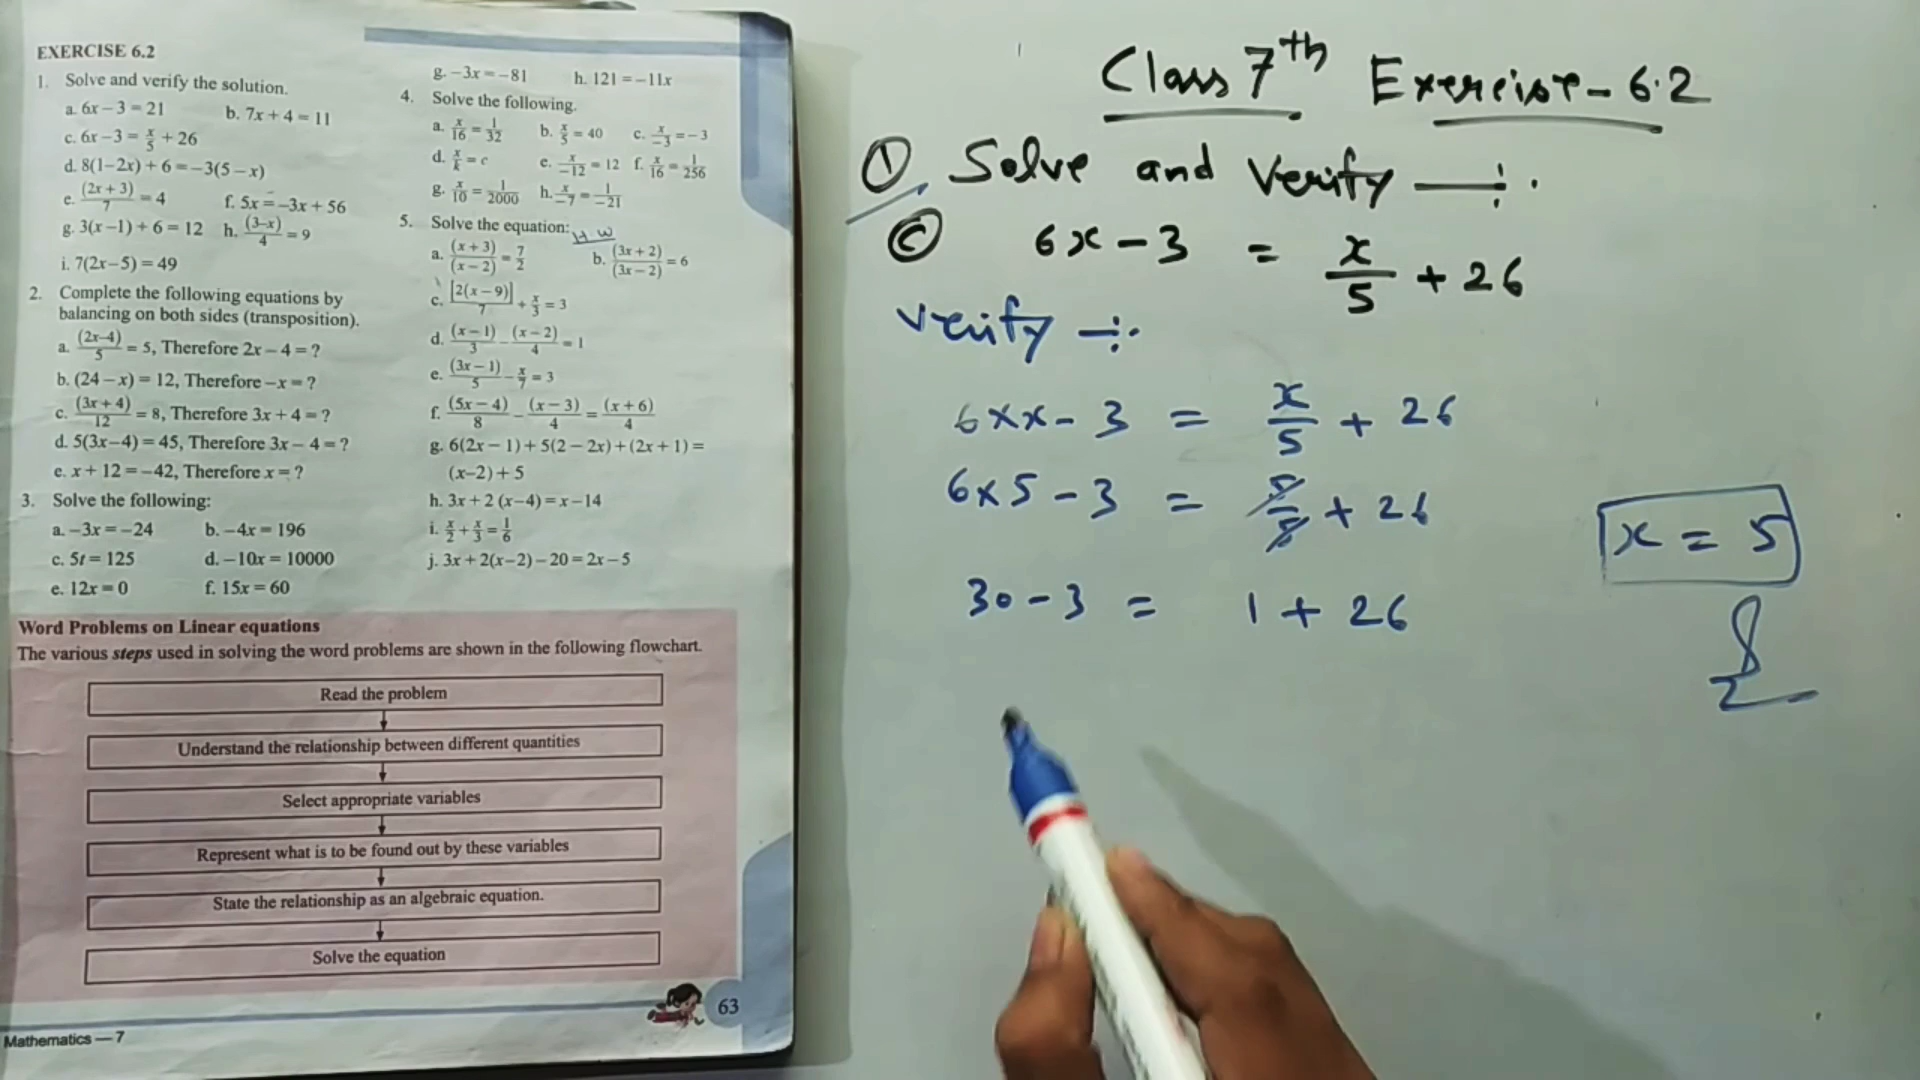 EXERCISE 6.2
1. Solve and verify the solution.
a. 6x – 3 = 21 b. 7x + 4 = 11
c. 6x – 3 = x/5 + 26
d. 8(1–2x) + 6 = –3(5 – x)
e. (2x + 3)/7 = 4 f. 5x = –3x + 56
g. 3(x –1) + 6 = 12 h. (3–x)/4 = 9
i. 7(2x–5) = 49
2. Complete the following equations by
balancing on both sides (transposition).
a. (2x–4)/5 = 5, Therefore 2x – 4 = ?
b. (24 – x) = 12, Therefore –x = ?
c. (3x + 4)/12 = 8, Therefore 3x + 4 = ?
d. 5(3x–4) = 45, Therefore 3x – 4 = ?
e. x + 12 = –42, Therefore x = ?
3. Solve the following:
a. –3x = –24 b. –4x = 196
c. 5t = 125 d. –10x = 10000
e. 12x = 0 f. 15x = 60
g. –3x = –81 h. 121 = –11x
4. Solve the following.
a. x/16 = 1/32 b. x/5 = 40 c. x/–3 = –3
d. x/k = c e. x/–12 = 12 f. x/16 = 1/256
g. x/10 = 1/2000 h. x/–7 = 1/–21
5. Solve the equation: H.W
a. (x + 3)/(x – 2) = 7/2 b. (3x + 2)/(3x – 2) = 6
c. [2(x – 9)]/7 + x/3 = 3
d. (x – 1)/3 – (x – 2)/4 = 1
e. (3x – 1)/5 – x/7 = 3
f. (5x – 4)/8 – (x – 3)/4 = (x + 6)/4
g. 6(2x – 1) + 5(2 – 2x) + (2x + 1) =
(x–2) + 5
h. 3x + 2 (x–4) = x – 14
i. x/2 + x/3 = 1/6
j. 3x + 2(x–2) – 20 = 2x – 5
Word Problems on Linear equations
The various steps used in solving the word problems are shown in the following flowchart.
Read the problem
Understand the relationship between different quantities
Select appropriate variables
Represent what is to be found out by these variables
State the relationship as an algebraic equation.
Solve the equation
63
Mathematics — 7
Class 7th Exercise – 6.2
① Solve and Verify
Ⓒ 6x – 3 = x/5 + 26
Verify
6×x – 3 = x/5 + 26
6×5 – 3 = 5/5 + 26
30 – 3 = 1 + 26
x = 5